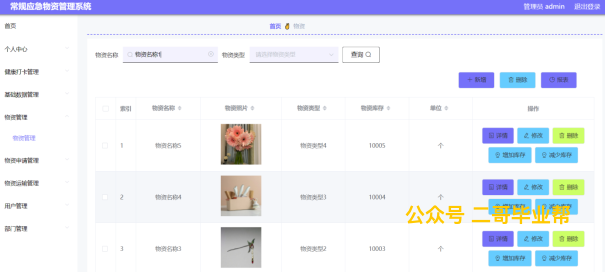 常规应急物资管理系统
管理员 admin 退出登录
首页 物资
首页
个人中心
健康打卡管理
基础数据管理
物资管理
物资管理
物资申请管理
物资运输管理
用户管理
部门管理
物资名称 物资名称 物资类型 请选择物资类型 查询
新增 删除 报表
索引 物资名称 物资照片 物资类型 物资库存 单位 操作
1 物资名称5 物资类型4 10005 个 详情 修改 删除
增加库存 减少库存
2 物资名称4 物资类型3 10004 个 详情 修改 删除
增加库存 减少库存
公众号 二哥毕业帮
3 物资名称3 物资类型2 10003 个 详情 修改 删除
增加库存 减少库存